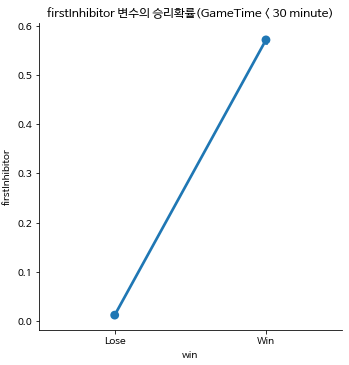 firstInhibitor 변수의 승리확률(GameTime < 30 minute)
0.6
0.5
0.4
0.3
0.2
0.1
0.0
firstInhibitor
Lose
Win
win